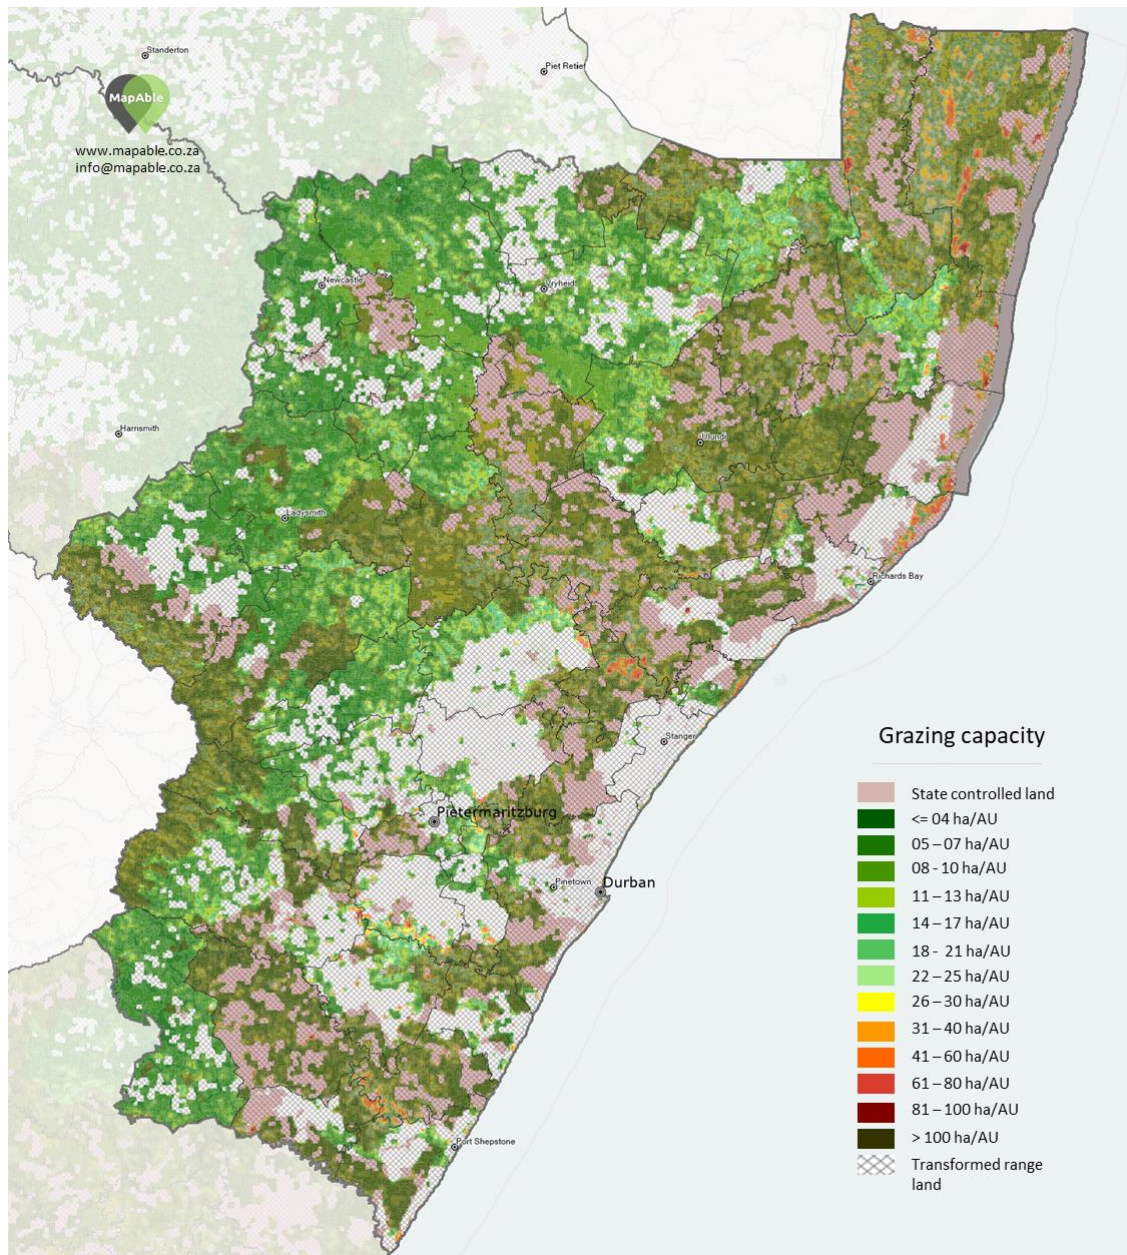 Standerton
Piet Retief
MapAble
www.mapable.co.za
info@mapable.co.za
Newcastle
Vryheid
Harrismith
Ulundi
Ladysmith
Richards Bay
Stanger
Pietermaritzburg
Pinetown
Durban
Port Shepstone
Grazing capacity
State controlled land
<= 04 ha/AU
05 – 07 ha/AU
08 - 10 ha/AU
11 – 13 ha/AU
14 – 17 ha/AU
18 - 21 ha/AU
22 – 25 ha/AU
26 – 30 ha/AU
31 – 40 ha/AU
41 – 60 ha/AU
61 – 80 ha/AU
81 – 100 ha/AU
> 100 ha/AU
Transformed range
land